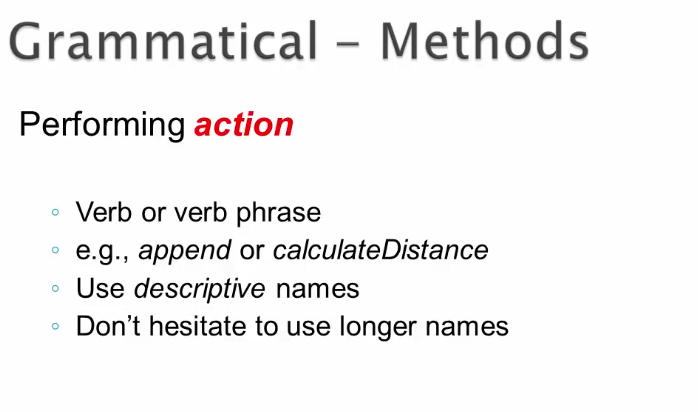 Grammatical – Methods
Performing action
◦ Verb or verb phrase
◦ e.g., append or calculateDistance
◦ Use descriptive names
◦ Don’t hesitate to use longer names